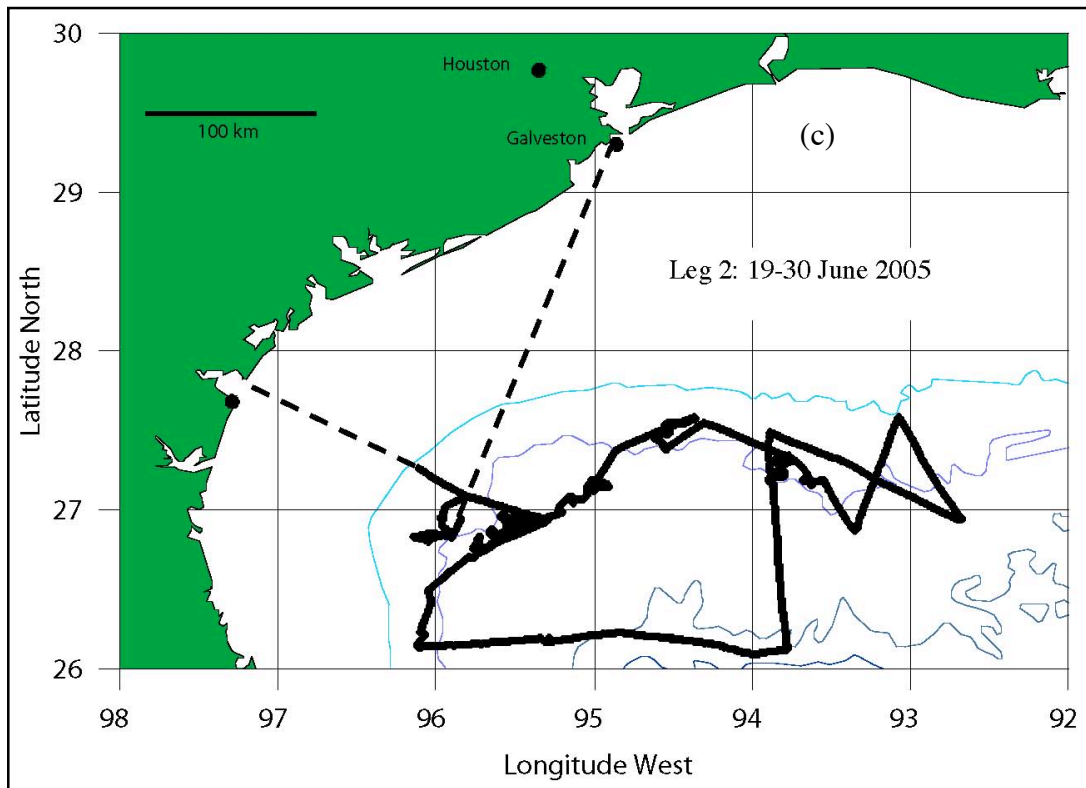 30
Houston
100 km
Galveston
(c)
29
Leg 2: 19-30 June 2005
Latitude North
28
27
26
98 97 96 95 94 93 92
Longitude West